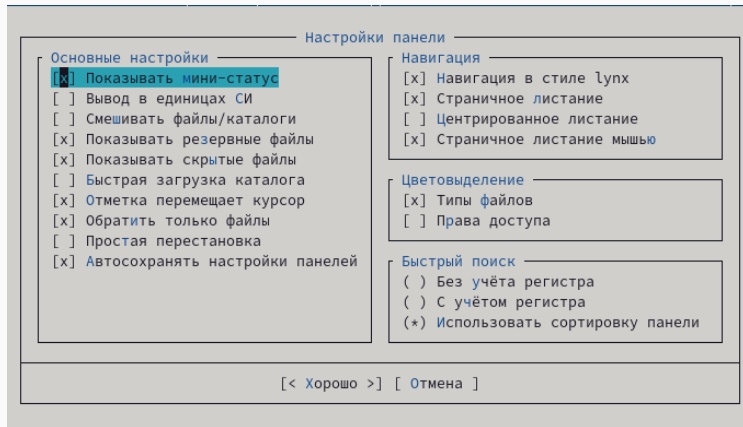 Настройки панели
Основные настройки
[x] Показывать мини-статус
[ ] Вывод в единицах СИ
[ ] Смешивать файлы/каталоги
[x] Показывать резервные файлы
[x] Показывать скрытые файлы
[ ] Быстрая загрузка каталога
[x] Отметка перемещает курсор
[x] Обратить только файлы
[ ] Простая перестановка
[x] Автосохранять настройки панелей
Навигация
[x] Навигация в стиле lynx
[x] Страничное листание
[ ] Центрированное листание
[x] Страничное листание мышью
Цветовыделение
[x] Типы файлов
[ ] Права доступа
Быстрый поиск
( ) Без учёта регистра
( ) С учётом регистра
(*) Использовать сортировку панели
[< Хорошо >] [ Отмена ]